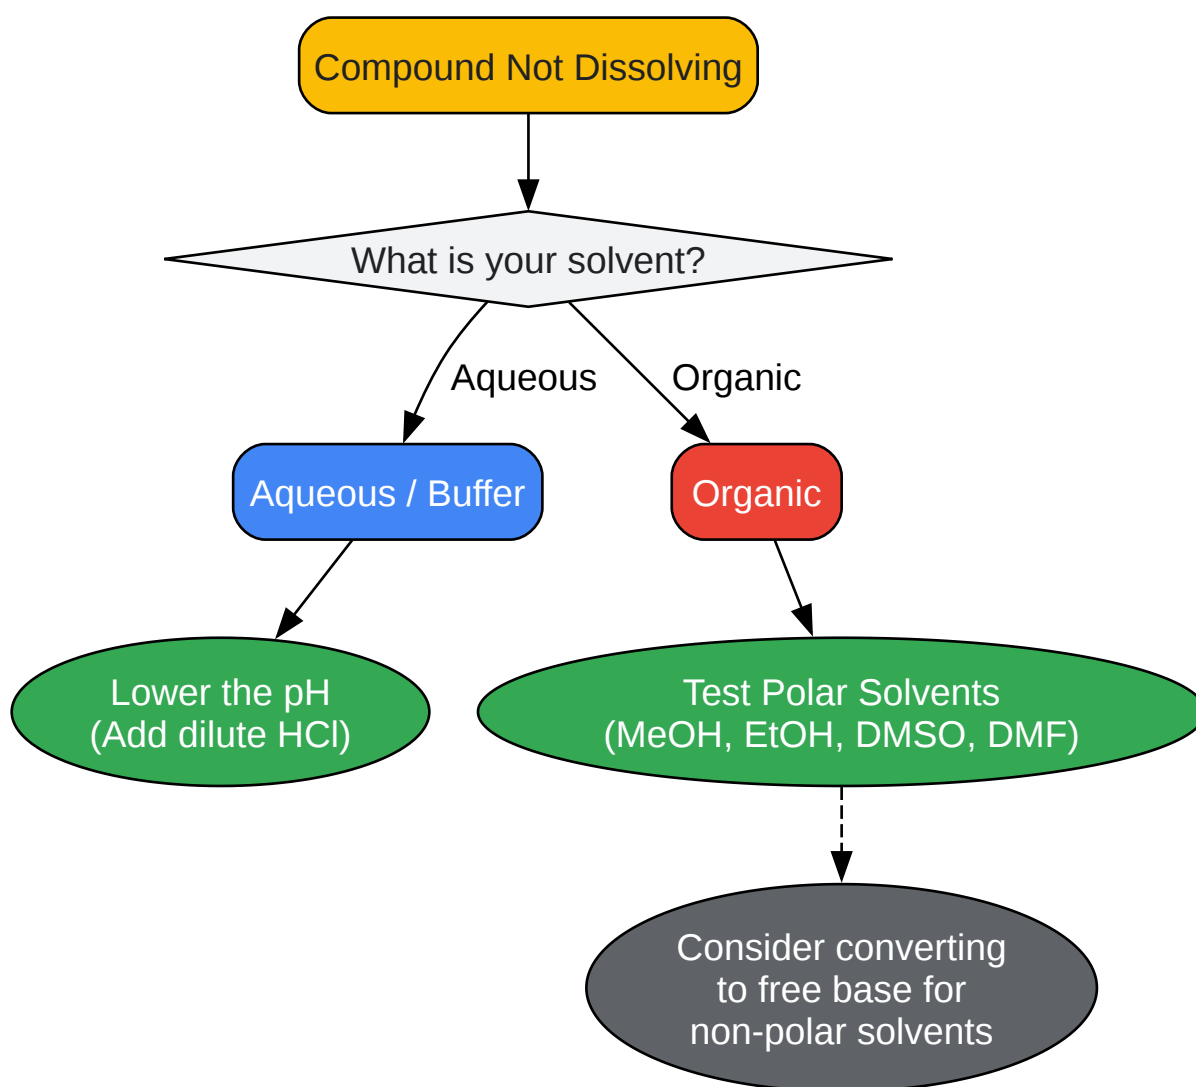 Compound Not Dissolving
What is your solvent?
Aqueous
Organic
Aqueous / Buffer
Organic
Lower the pH
(Add dilute HCl)
Test Polar Solvents
(MeOH, EtOH, DMSO, DMF)
Consider converting
to free base for
non-polar solvents